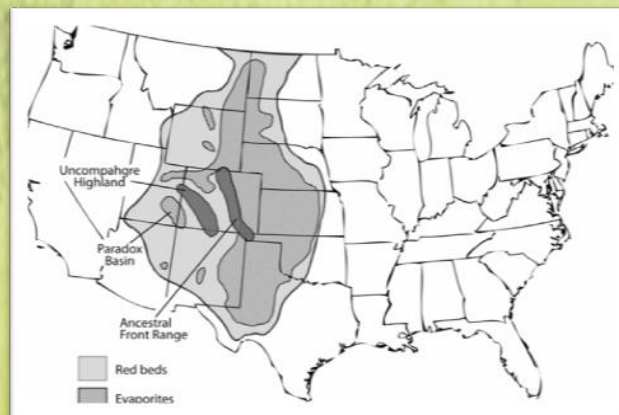 Uncompahgre
Highland
Paradox
Basin
Ancestral
Front Range
Red beds
Evaporites